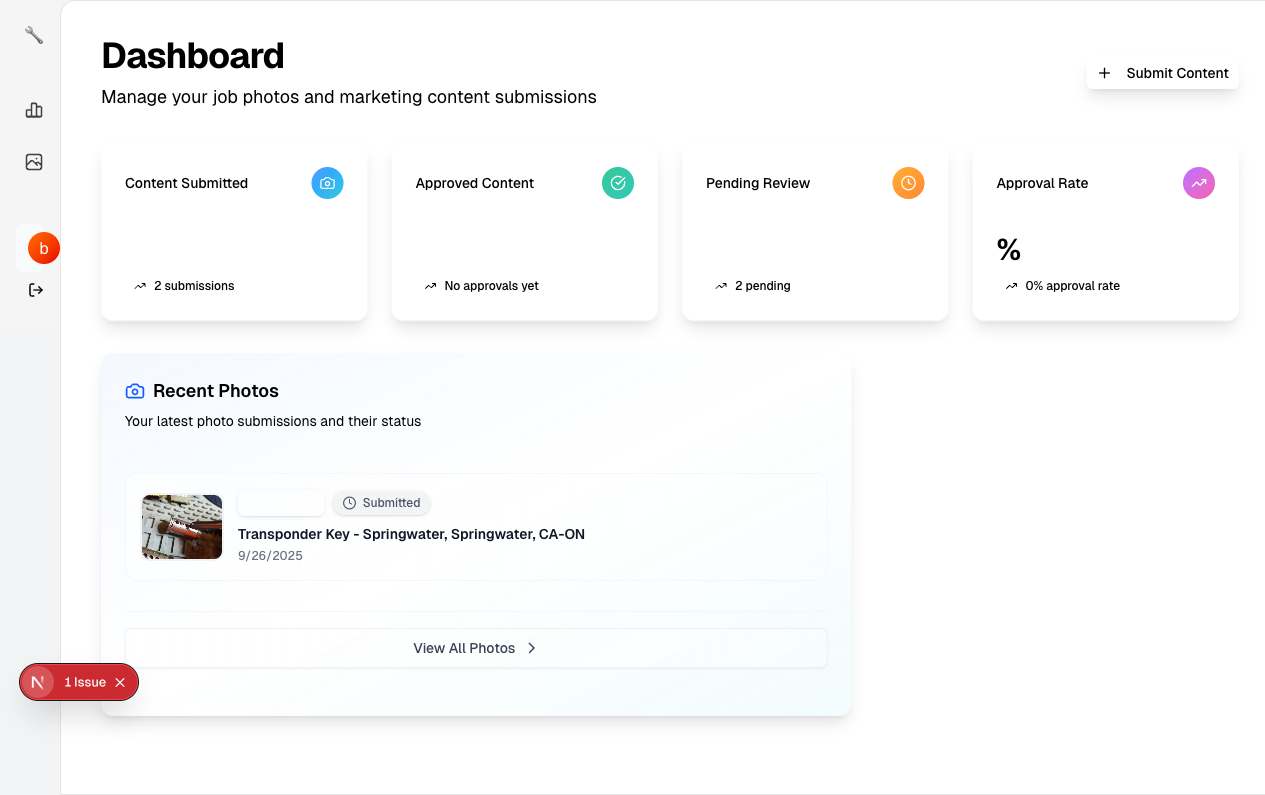 Dashboard
Manage your job photos and marketing content submissions
Submit Content
Content Submitted
2 submissions
Approved Content
No approvals yet
Pending Review
2 pending
Approval Rate
%
0% approval rate
b
Recent Photos
Your latest photo submissions and their status
Submitted
Transponder Key - Springwater, Springwater, CA-ON
9/26/2025
View All Photos
N 1 Issue